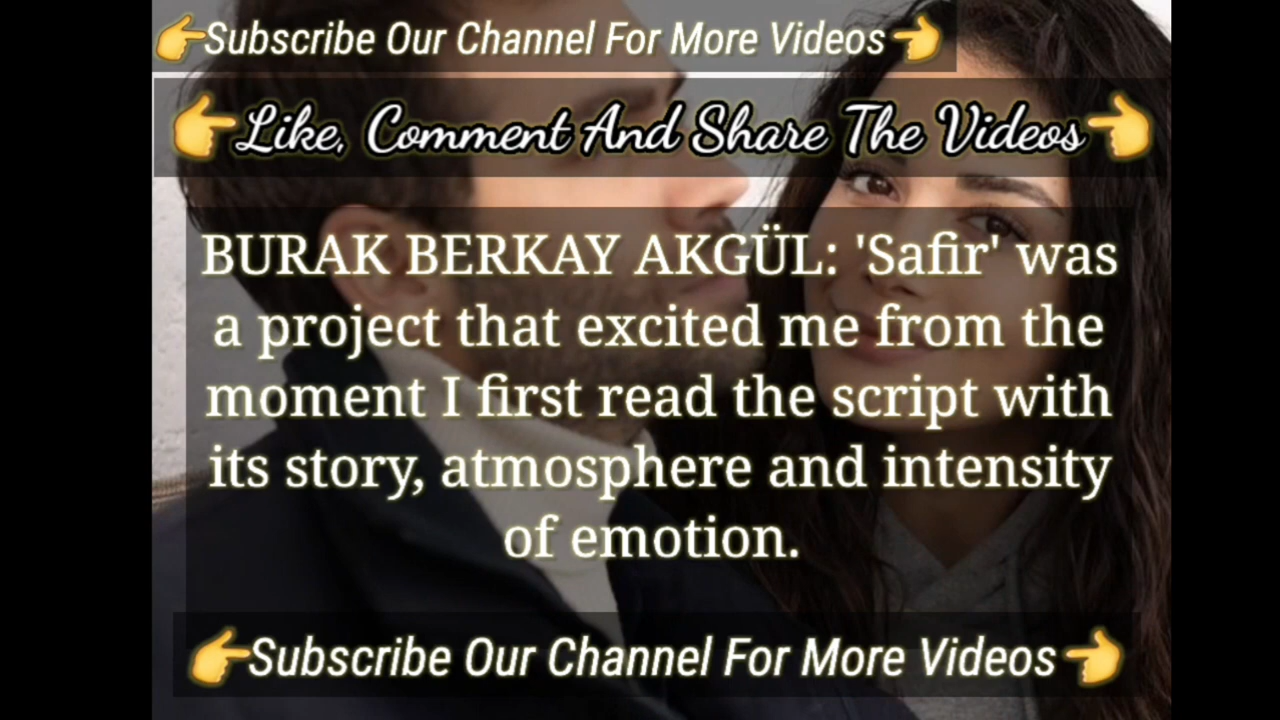 👉Subscribe Our Channel For More Videos👈
👉Like, Comment And Share The Videos👈
BURAK BERKAY AKGÜL: 'Safir' was
a project that excited me from the
moment I first read the script with
its story, atmosphere and intensity
of emotion.
👉Subscribe Our Channel For More Videos👈